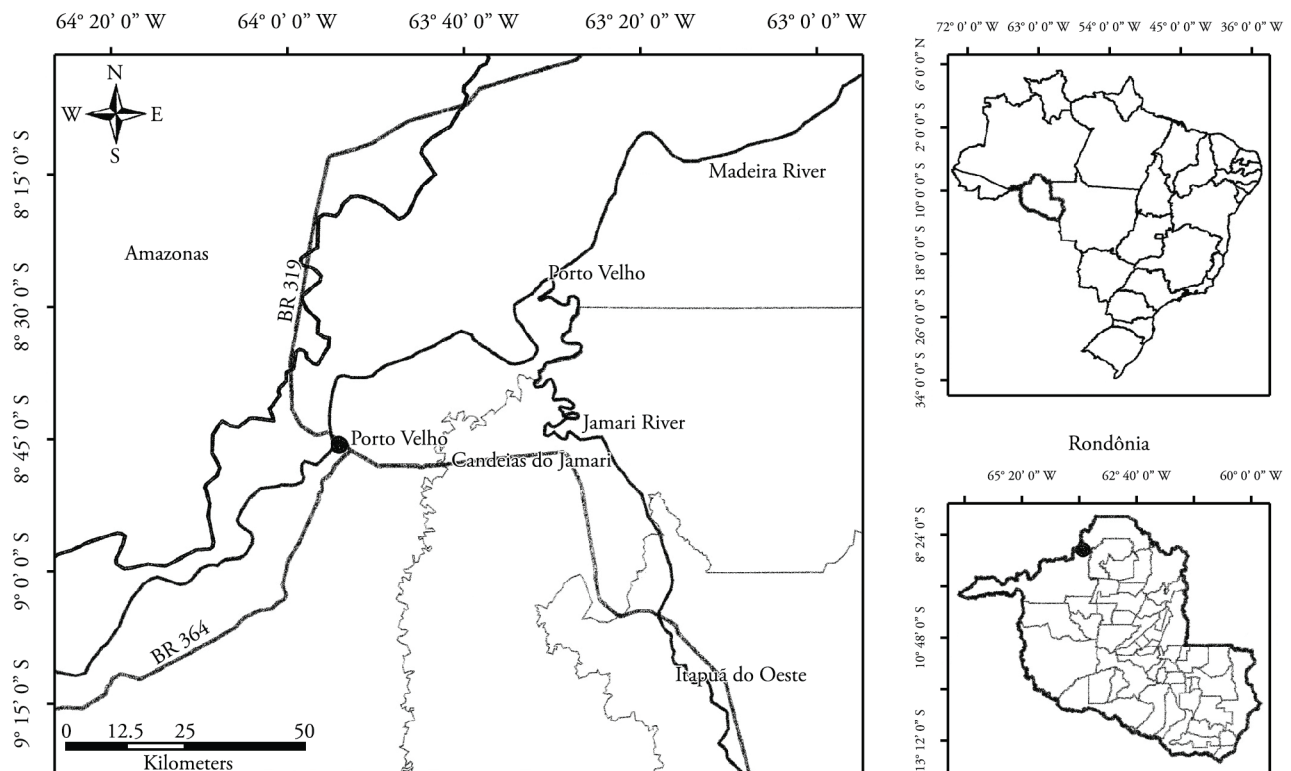 64° 20' 0" W 64° 0' 0" W 63° 40' 0" W 63° 20' 0" W 63° 0' 0" W
N
W E
S
8° 15' 0" S
8° 30' 0" S
8° 45' 0" S
9° 0' 0" S
9° 15' 0" S
Madeira River
Amazonas
BR 319
Porto Velho
Jamari River
Porto Velho
Candeias do Jamari
BR 364
Itapuá do Oeste
0 12.5 25 50
Kilometers
72° 0' 0" W 63° 0' 0" W 54° 0' 0" W 45° 0' 0" W 36° 0' 0" W
6° 0' 0" N
2° 0' 0" S
10° 0' 0" S
18° 0' 0" S
26° 0' 0" S
34° 0' 0" S
Rondônia
65° 20' 0" W 62° 40' 0" W 60° 0' 0" W
8° 24' 0" S
10° 48' 0" S
13° 12' 0" S